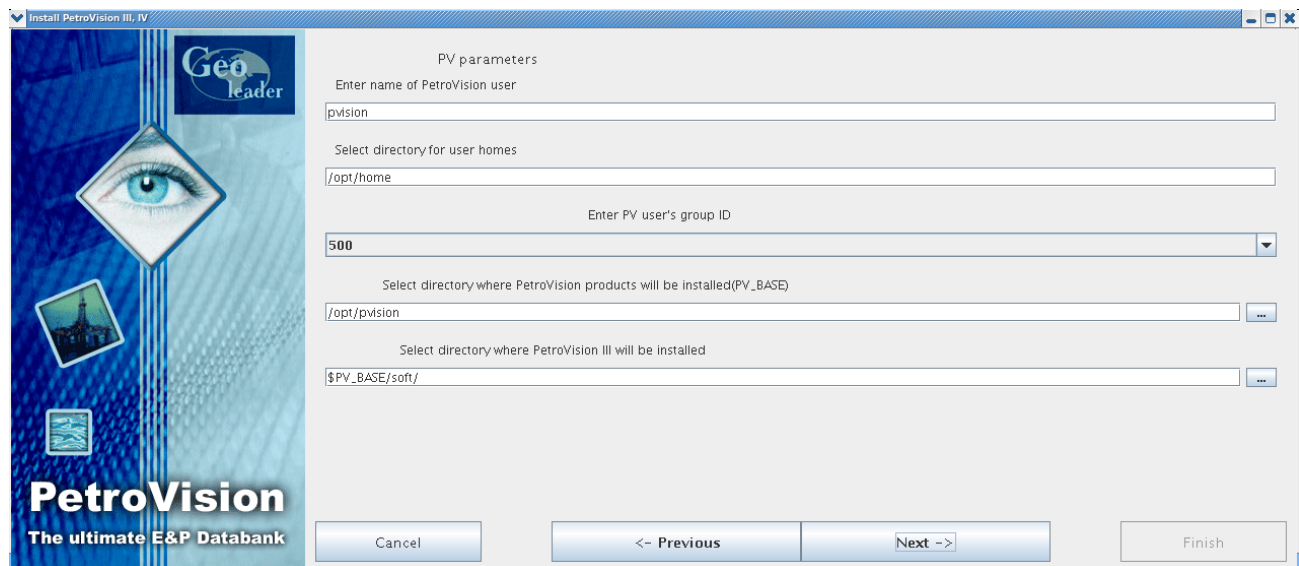 Install PetroVision III, IV
Géo
leader
PetroVision
The ultimate E&P Databank
PV parameters
Enter name of PetroVision user
pvision
Select directory for user homes
/opt/home
Enter PV user's group ID
500
Select directory where PetroVision products will be installed(PV_BASE)
/opt/pvision
...
Select directory where PetroVision III will be installed
$PV_BASE/soft/
...
Cancel
<- Previous
Next ->
Finish